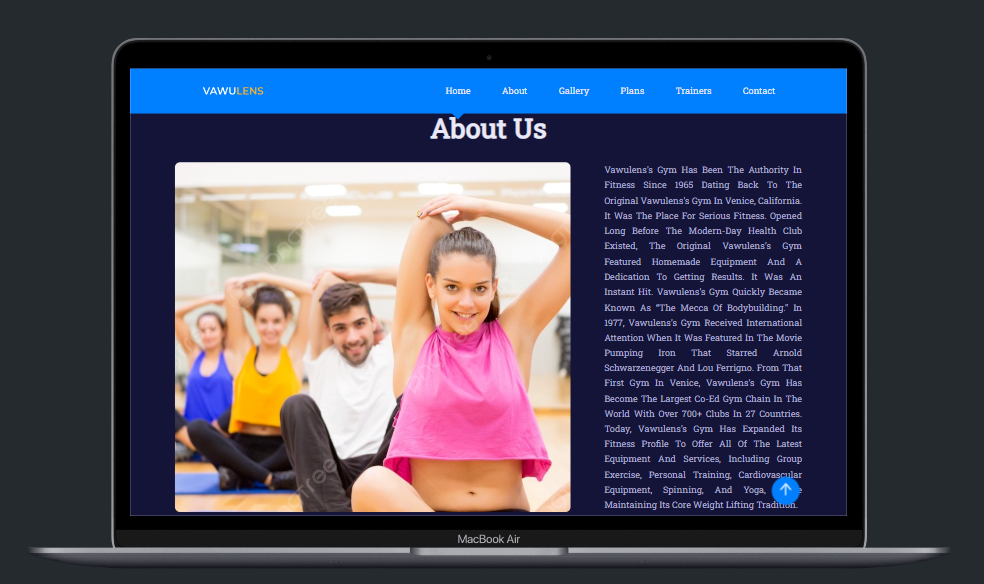 VAWULENS
Home About Gallery Plans Trainers Contact
About Us
Vawulens's Gym Has Been The Authority In
Fitness Since 1965 Dating Back To The
Original Vawulens's Gym In Venice, California.
It Was The Place For Serious Fitness. Opened
Long Before The Modern-Day Health Club
Existed, The Original Vawulens's Gym
Featured Homemade Equipment And A
Dedication To Getting Results. It Was An
Instant Hit. Vawulens's Gym Quickly Became
Known As "The Mecca Of Bodybuilding." In
1977, Vawulens's Gym Received International
Attention When It Was Featured In The Movie
Pumping Iron That Starred Arnold
Schwarzenegger And Lou Ferrigno. From That
First Gym In Venice, Vawulens's Gym Has
Become The Largest Co-Ed Gym Chain In The
World With Over 700+ Clubs In 27 Countries.
Today, Vawulens's Gym Has Expanded Its
Fitness Profile To Offer All Of The Latest
Equipment And Services, Including Group
Exercise, Personal Training, Cardiovascular
Equipment, Spinning, And Yoga,
Maintaining Its Core Weight Lifting Tradition.
MacBook Air